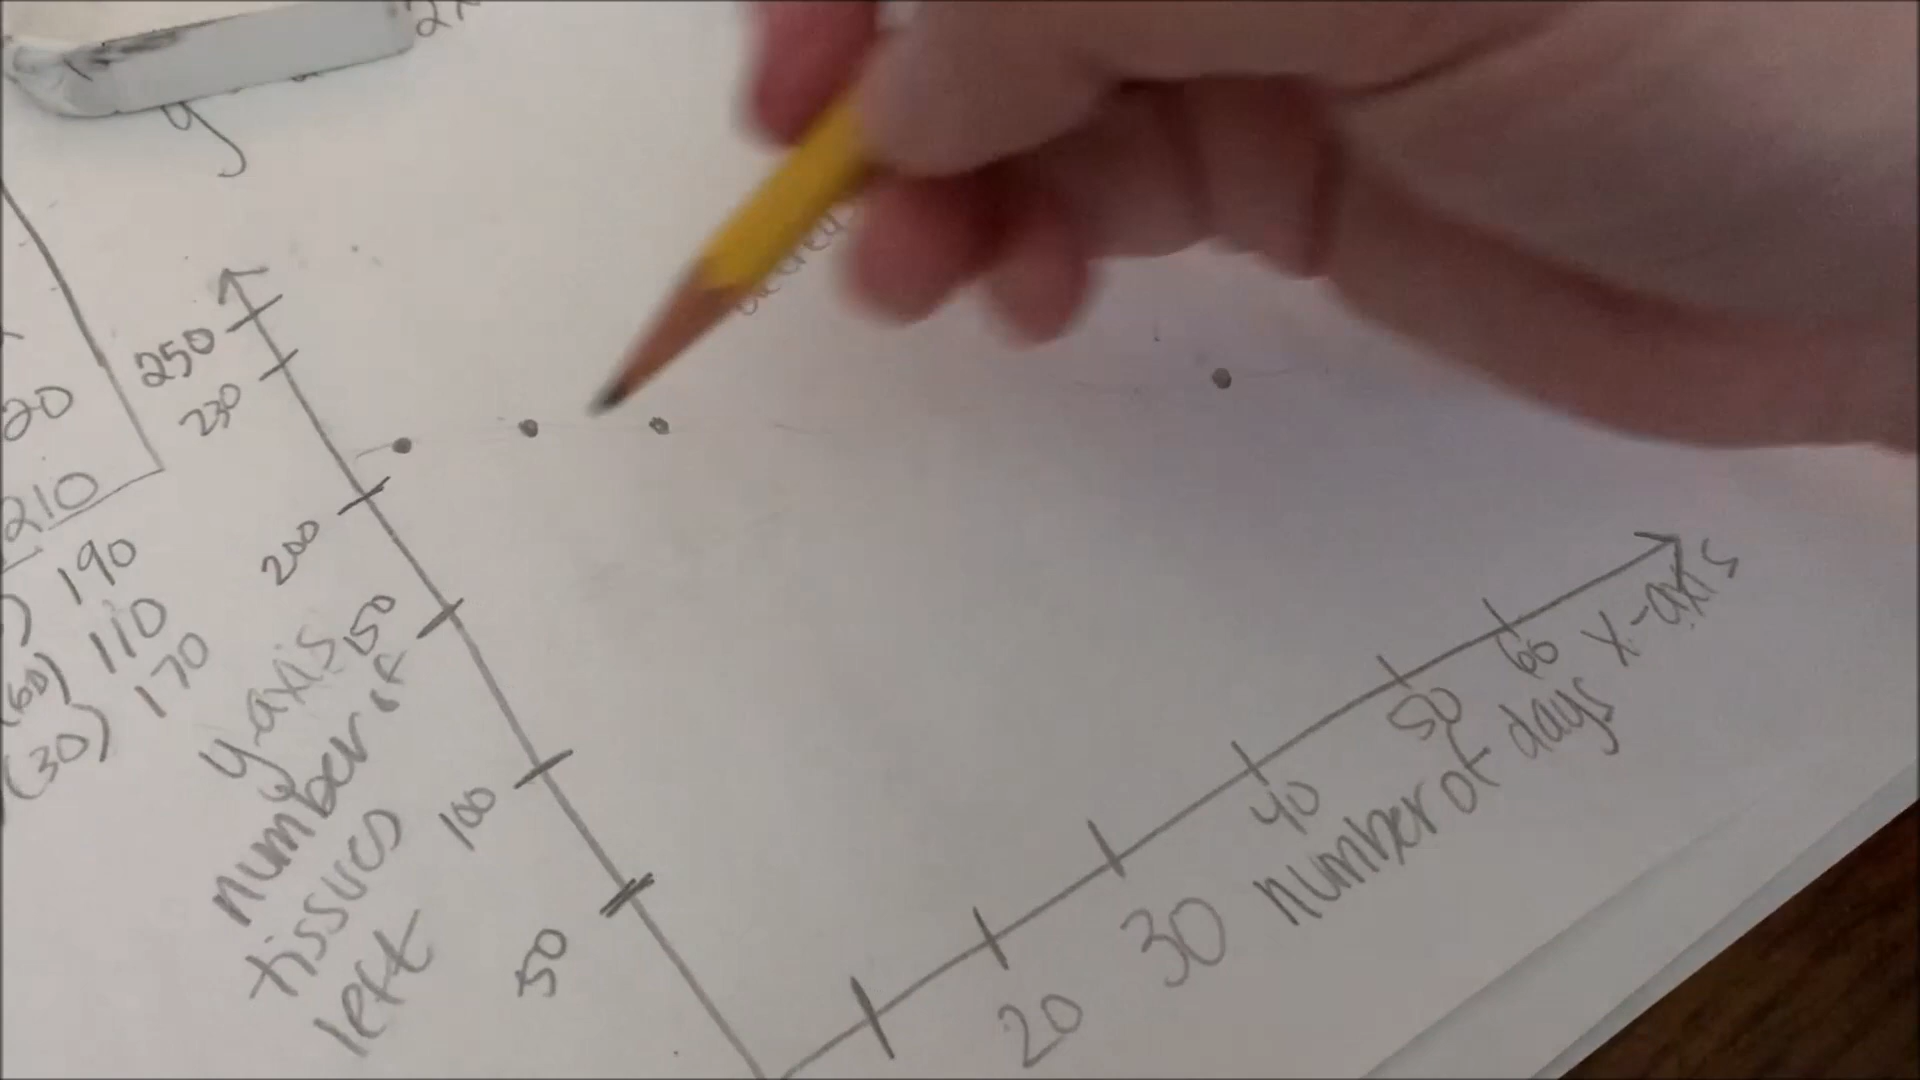 y
250
230
20
210
200
) 190
(60) 110
(30) 170
150
y axis
number of
tissues
left
100
50
20
30
40
50
60
number of days x-axis